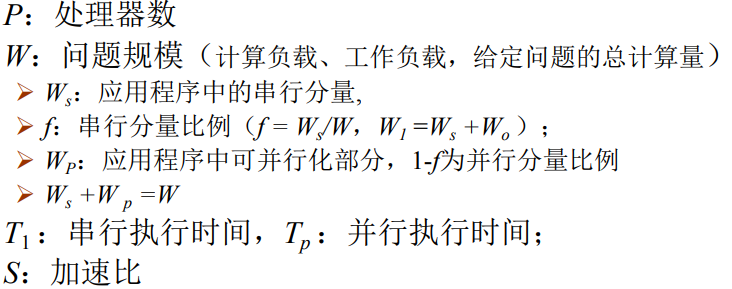 P：处理器数
W：问题规模（计算负载、工作负载，给定问题的总计算量）
➢ Ws：应用程序中的串行分量,
➢ f：串行分量比例（f = Ws/W，W1 =Ws +Wo）；
➢ WP：应用程序中可并行化部分，1-f为并行分量比例
➢ Ws +W p =W
T1：串行执行时间，Tp：并行执行时间；
S：加速比